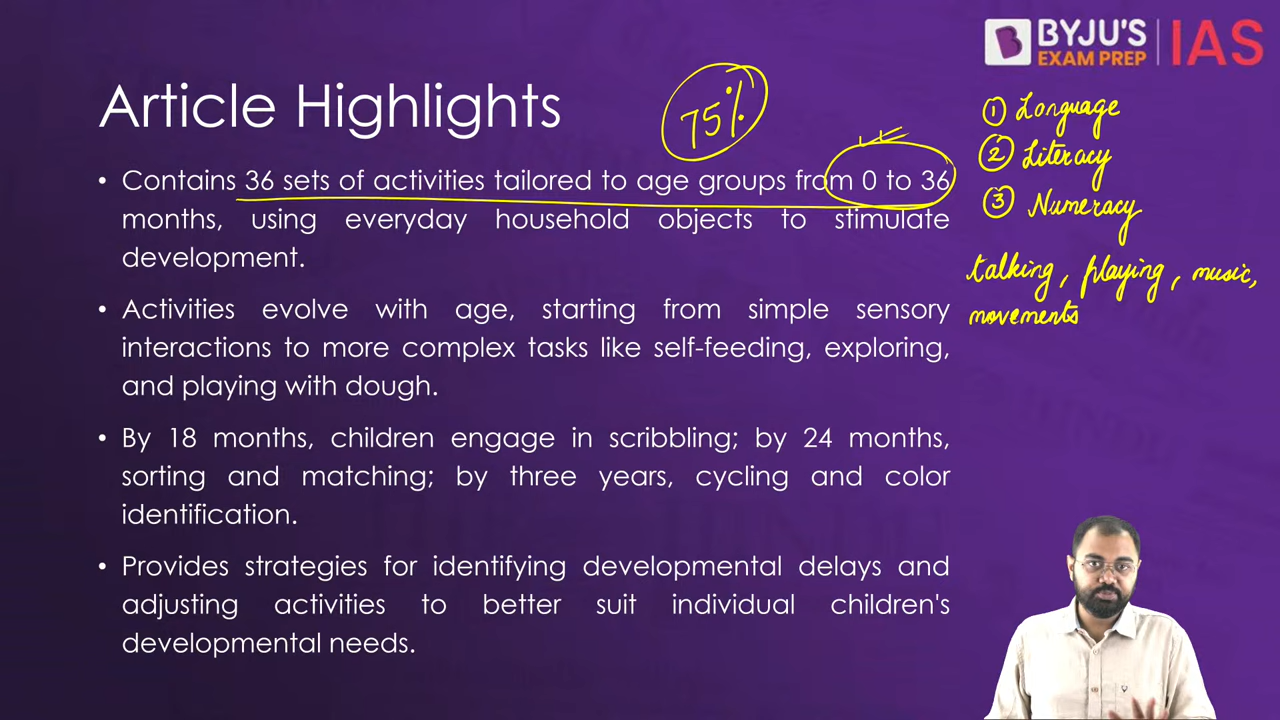 BYJU'S
EXAM PREP
IAS
Article Highlights
75%
• Contains 36 sets of activities tailored to age groups from 0 to 36
months, using everyday household objects to stimulate
development.
• Activities evolve with age, starting from simple sensory
interactions to more complex tasks like self-feeding, exploring,
and playing with dough.
• By 18 months, children engage in scribbling; by 24 months,
sorting and matching; by three years, cycling and color
identification.
• Provides strategies for identifying developmental delays and
adjusting activities to better suit individual children's
developmental needs.
① Language
② Literacy
③ Numeracy
talking, playing, music,
movements